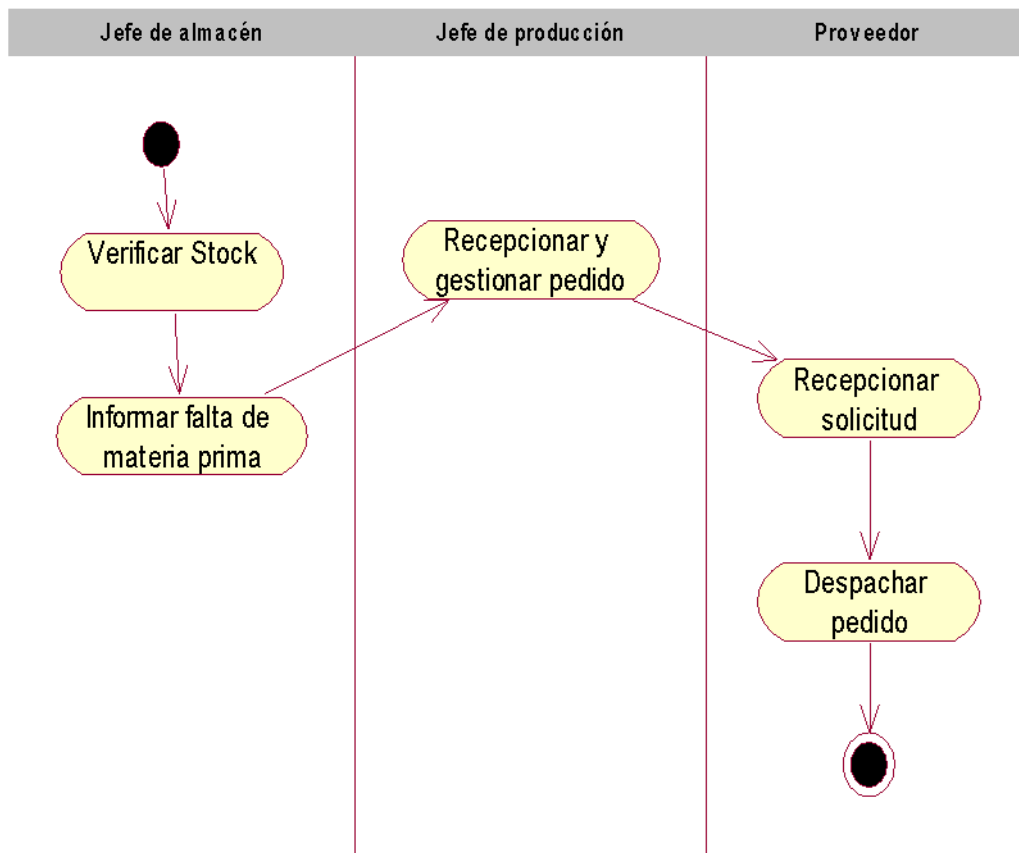 Jefe de almacén
Jefe de producción
Proveedor
Verificar Stock
Recepcionar y
gestionar pedido
Informar falta de
materia prima
Recepcionar
solicitud
Despachar
pedido